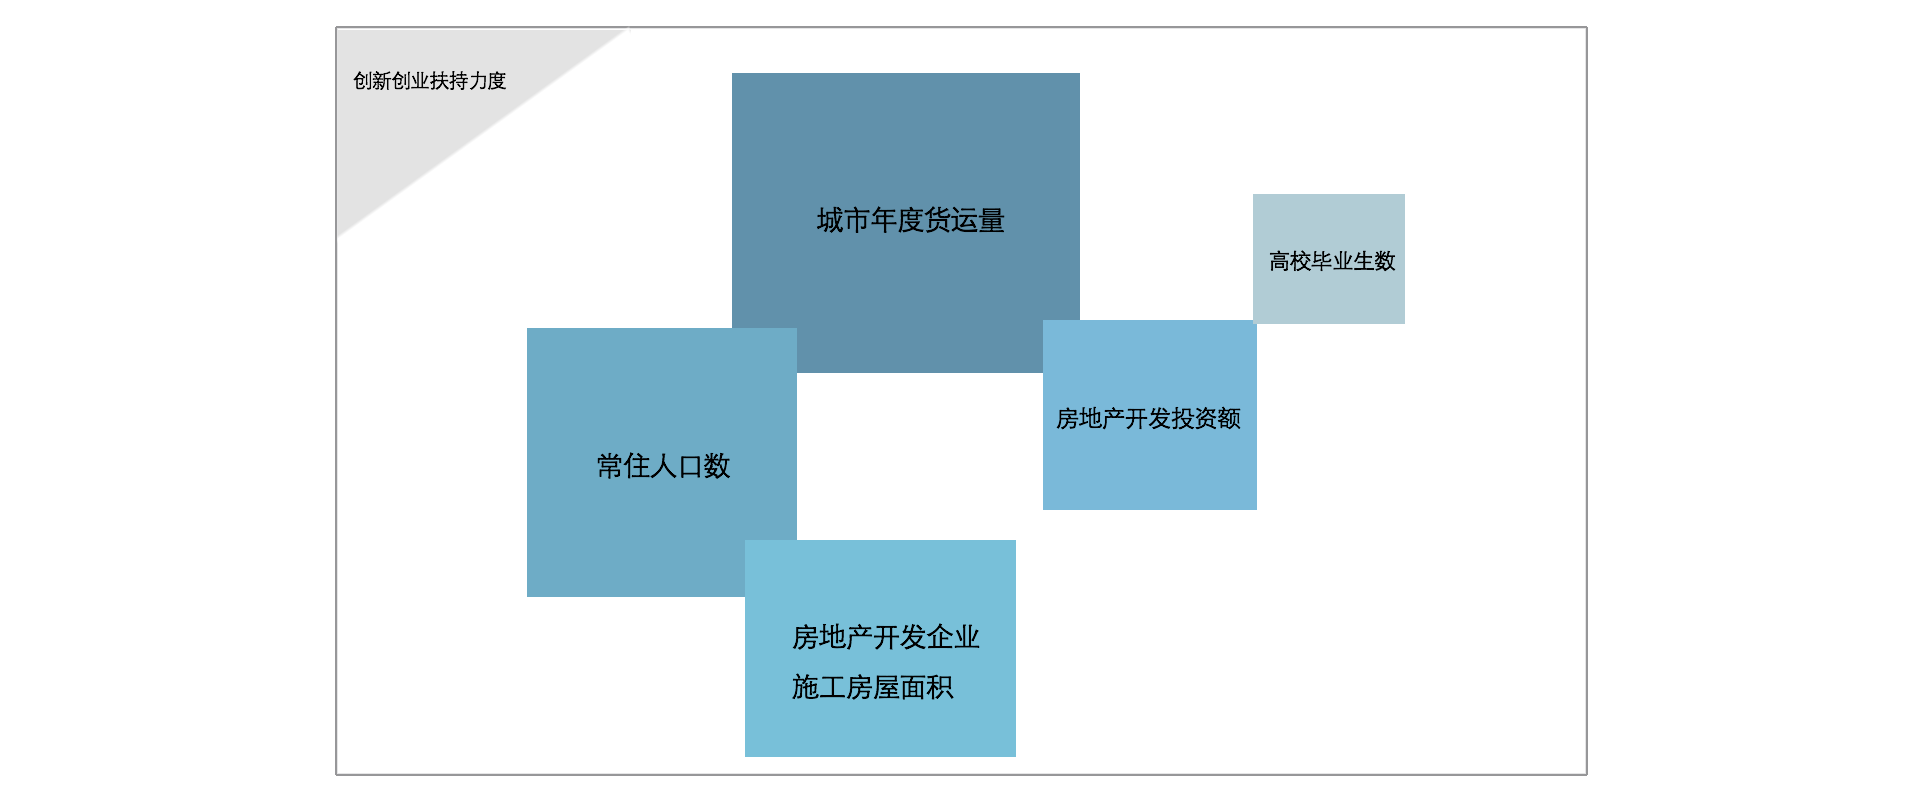 创新创业扶持力度
城市年度货运量
高校毕业生数
房地产开发投资额
常住人口数
房地产开发企业
施工房屋面积